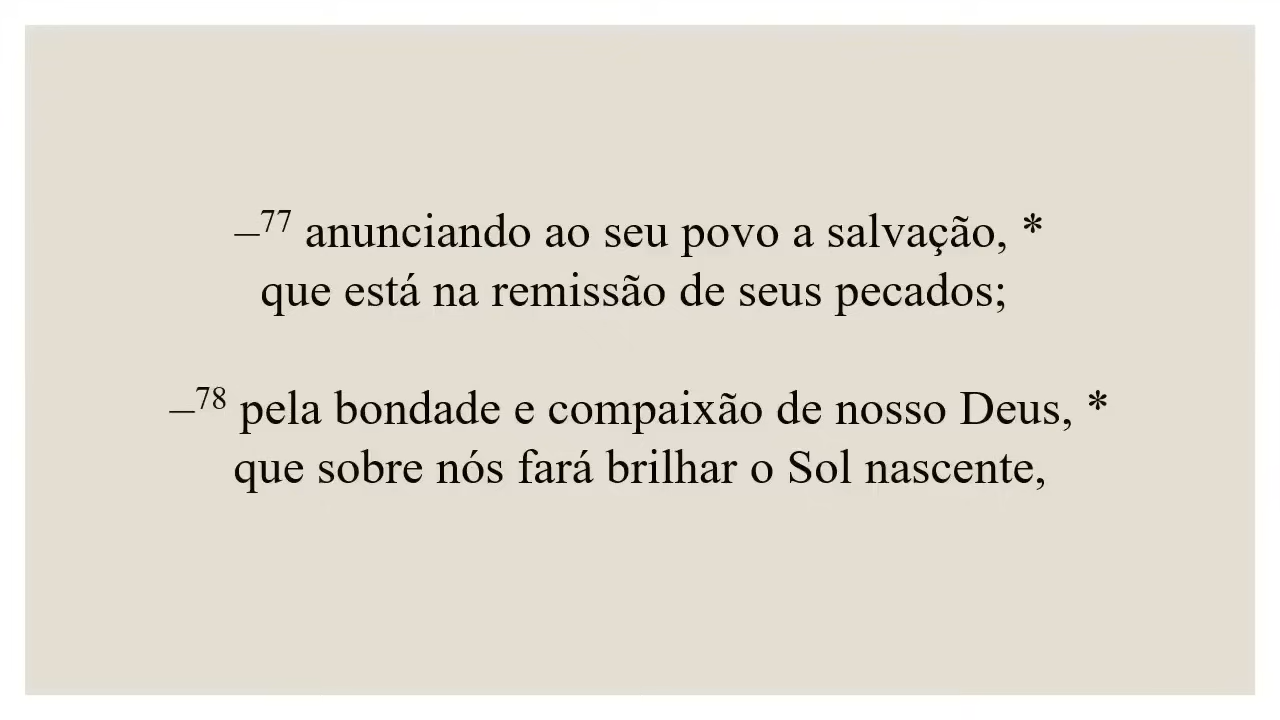 –77 anunciando ao seu povo a salvação, *
que está na remissão de seus pecados;
–78 pela bondade e compaixão de nosso Deus, *
que sobre nós fará brilhar o Sol nascente,